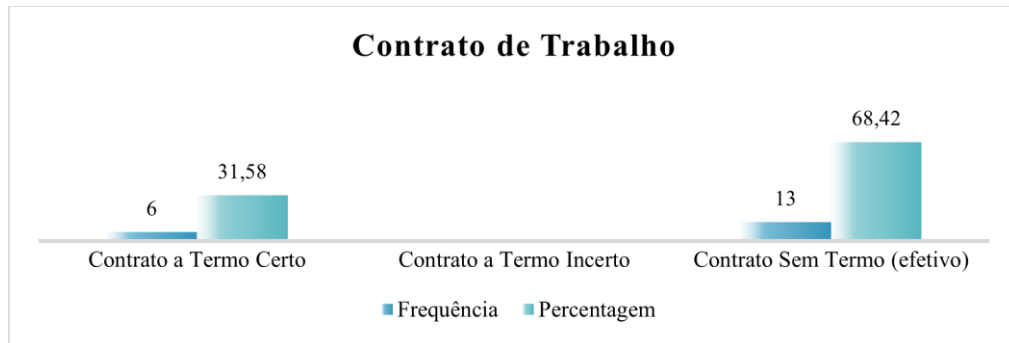 Contrato de Trabalho
68,42
31,58
13
6
Contrato a Termo Certo Contrato a Termo Incerto Contrato Sem Termo (efetivo)
Frequência Percentagem